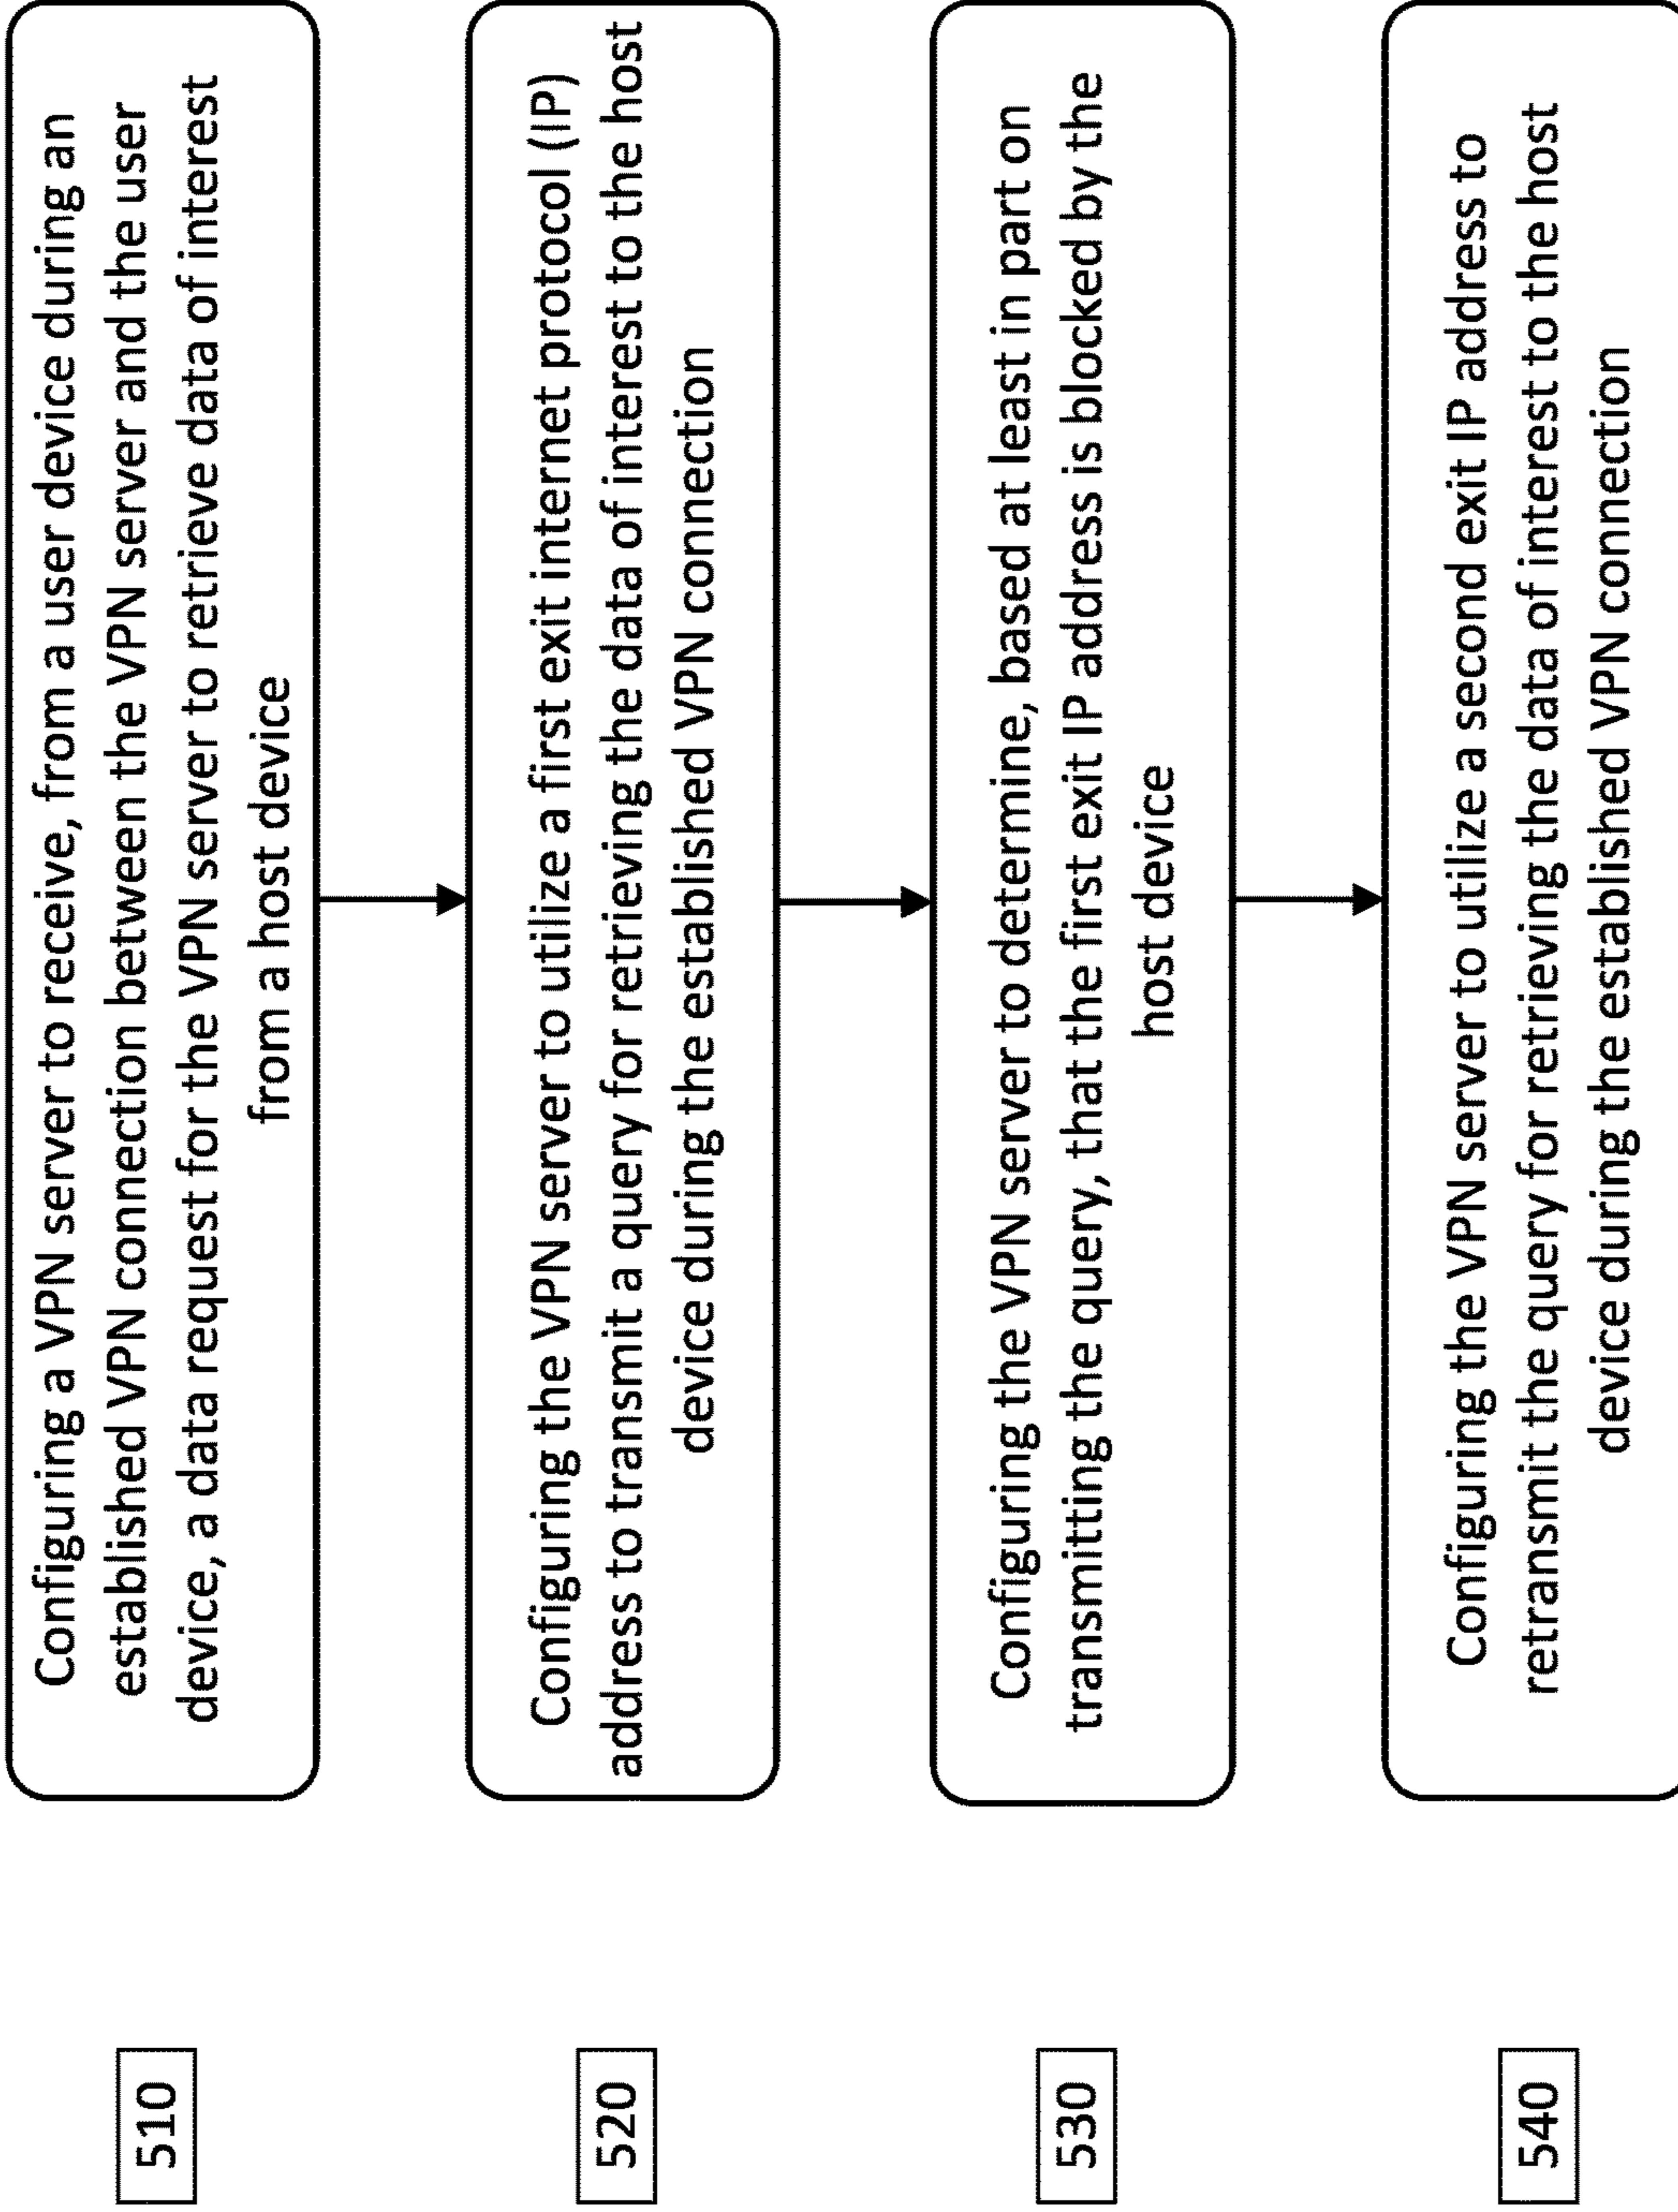 510
Configuring a VPN server to receive, from a user device during an
established VPN connection between the VPN server and the user
device, a data request for the VPN server to retrieve data of interest
from a host device
520
Configuring the VPN server to utilize a first exit internet protocol (IP)
address to transmit a query for retrieving the data of interest to the host
device during the established VPN connection
530
Configuring the VPN server to determine, based at least in part on
transmitting the query, that the first exit IP address is blocked by the
host device
540
Configuring the VPN server to utilize a second exit IP address to
retransmit the query for retrieving the data of interest to the host
device during the established VPN connection